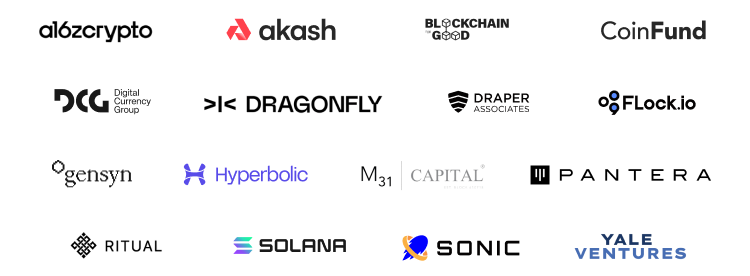 a16zcrypto
akash
BLOCKCHAIN
THE GOOD
CoinFund
DCG Digital
Currency
Group
>|< DRAGONFLY
DRAPER
ASSOCIATES
FLock.io
gensyn
Hyperbolic
M31 CAPITAL®
PANTERA
RITUAL
SOLANA
SONIC
YALE
VENTURES